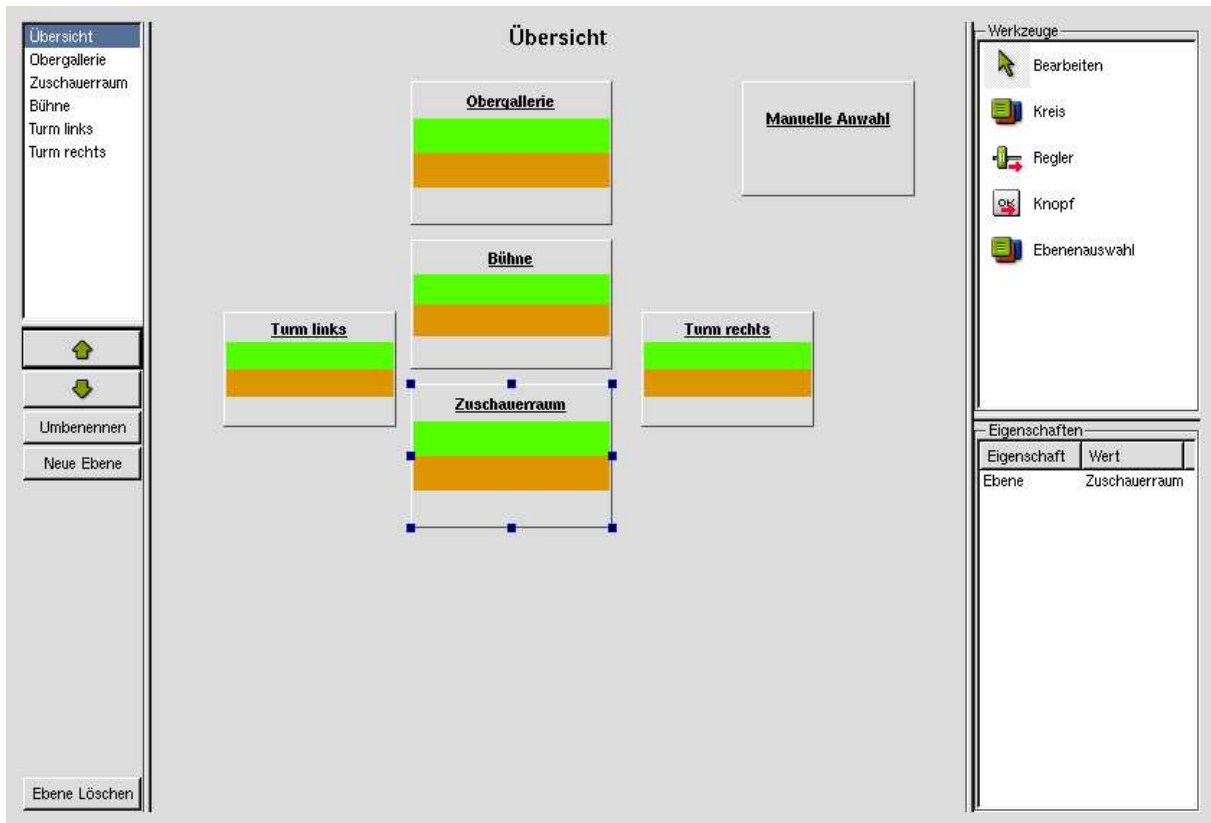 Übersicht
Obergallerie
Zuschauerraum
Bühne
Turm links
Turm rechts
Umbenennen
Neue Ebene
Ebene Löschen
Übersicht
Obergallerie
Manuelle Anwahl
Bühne
Turm links
Turm rechts
Zuschauerraum
Werkzeuge
Bearbeiten
Kreis
Regler
OK
Knopf
Ebenenauswahl
Eigenschaften
Eigenschaft Wert
Ebene Zuschauerraum